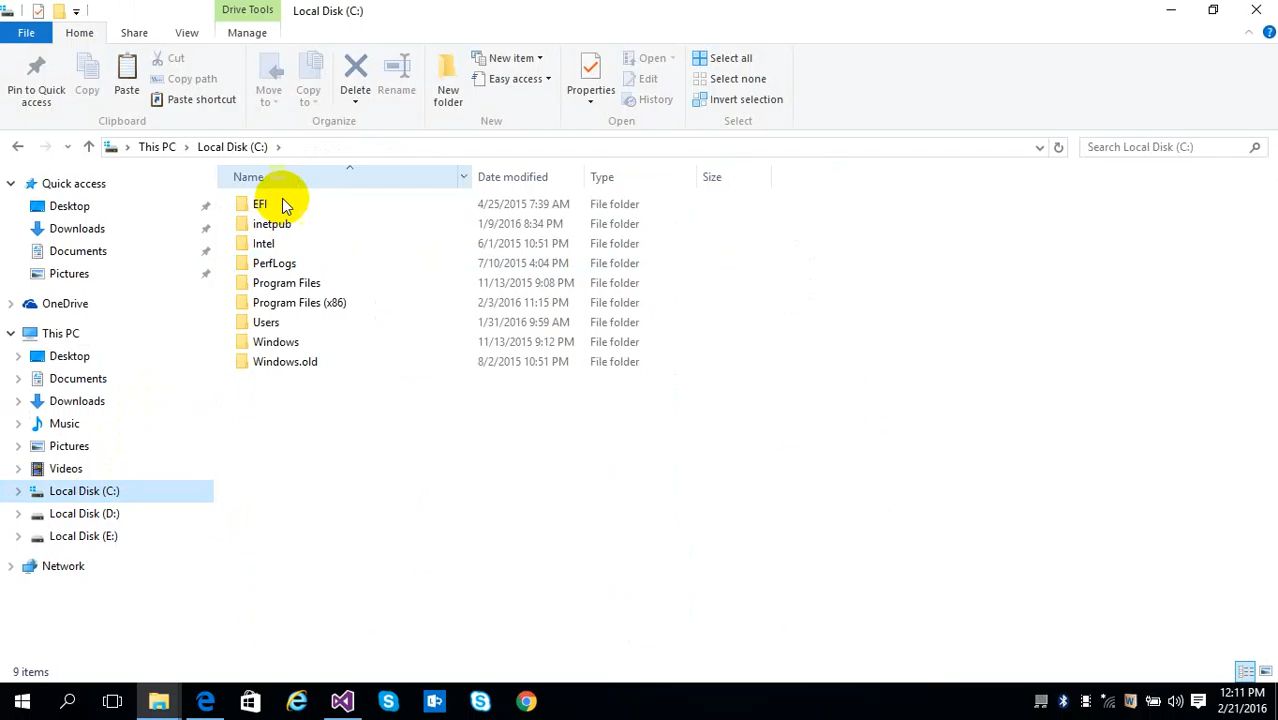 Drive Tools
Local Disk (C:)
File
Home
Share
View
Manage
Pin to Quick access
Copy
Paste
Cut
Copy path
Paste shortcut
Clipboard
Move to
Copy to
Delete
Rename
Organize
New folder
New item
Easy access
New
Properties
Open
Edit
History
Open
Select all
Select none
Invert selection
Select
This PC
Local Disk (C:)
Search Local Disk (C:)
Name
Date modified
Type
Size
EFI 4/25/2015 7:39 AM File folder
inetpub 1/9/2016 8:34 PM File folder
Intel 6/1/2015 10:51 PM File folder
PerfLogs 7/10/2015 4:04 PM File folder
Program Files 11/13/2015 9:08 PM File folder
Program Files (x86) 2/3/2016 11:15 PM File folder
Users 1/31/2016 9:59 AM File folder
Windows 11/13/2015 9:12 PM File folder
Windows.old 8/2/2015 10:51 PM File folder
Quick access
Desktop
Downloads
Documents
Pictures
OneDrive
This PC
Desktop
Documents
Downloads
Music
Pictures
Videos
Local Disk (C:)
Local Disk (D:)
Local Disk (E:)
Network
9 items
12:11 PM
2/21/2016